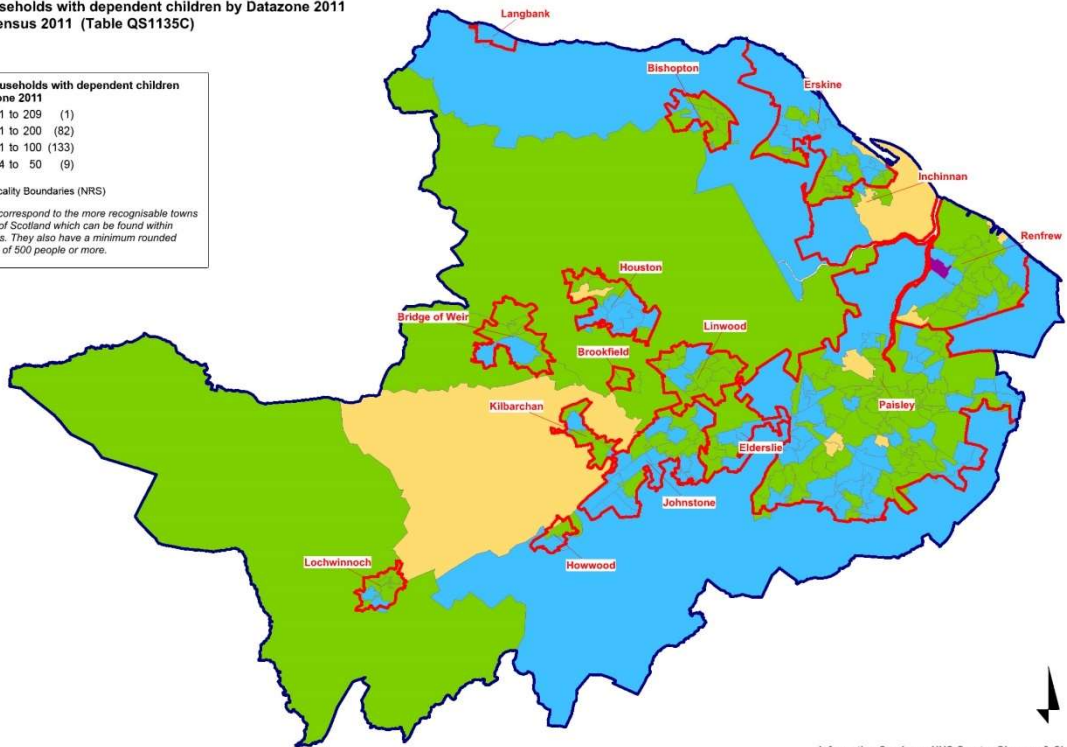 seholds with dependent children by Datazone 2011
ensus 2011 (Table QS1135C)
useholds with dependent children
one 2011
1 to 209 (1)
1 to 200 (82)
1 to 100 (133)
4 to 50 (9)
cality Boundaries (NRS)
correspond to the more recognisable towns
of Scotland which can be found within
s. They also have a minimum rounded
of 500 people or more.
Langbank
Bishopton
Erskine
Inchinnan
Renfrew
Houston
Bridge of Weir
Linwood
Brookfield
Kilbarchan
Paisley
Elderslie
Johnstone
Lochwinnoch
Howwood